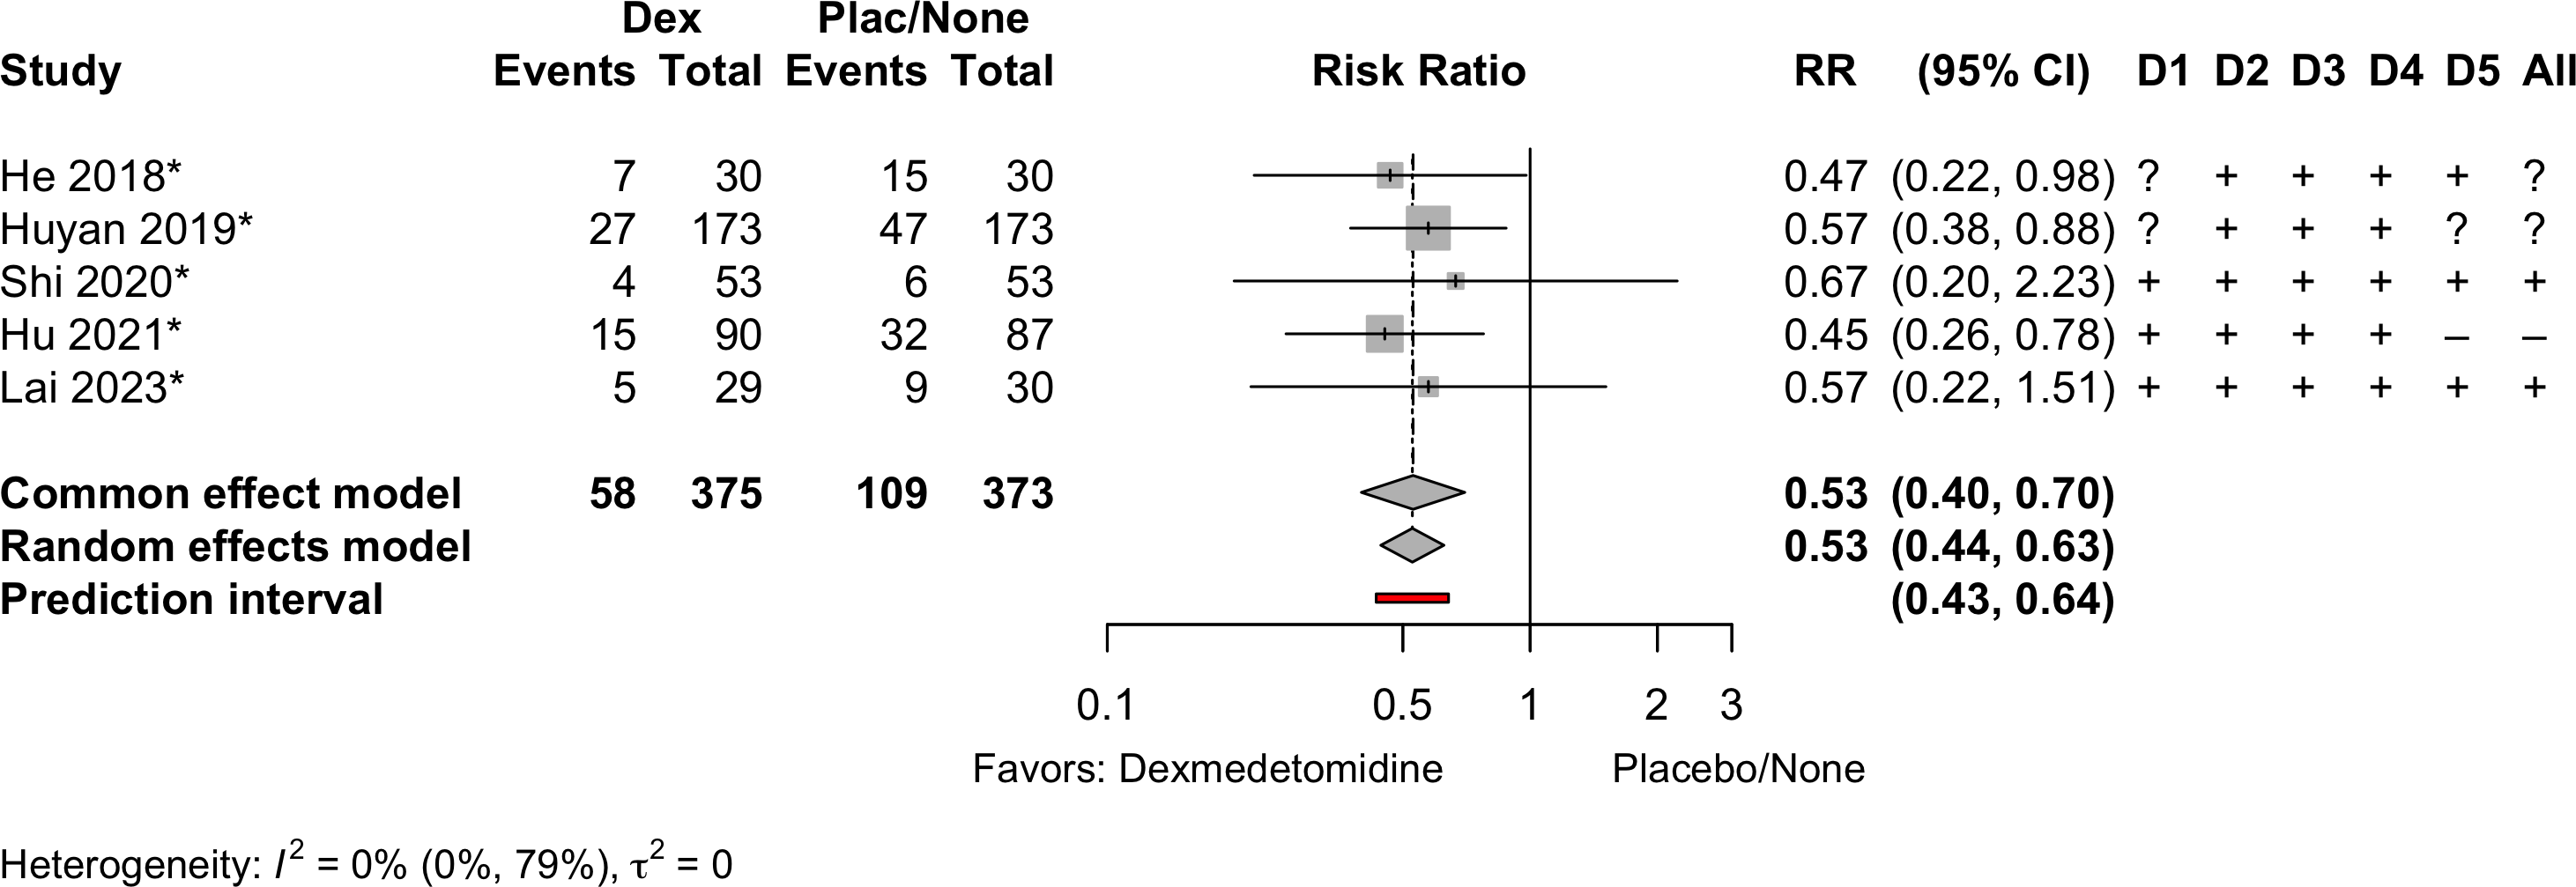 Dex Plac/None
Study Events Total Events Total Risk Ratio RR (95% CI) D1 D2 D3 D4 D5 All
He 2018* 7 30 15 30 0.47 (0.22, 0.98) ? + + + + ?
Huyan 2019* 27 173 47 173 0.57 (0.38, 0.88) ? + + + ? ?
Shi 2020* 4 53 6 53 0.67 (0.20, 2.23) + + + + + +
Hu 2021* 15 90 32 87 0.45 (0.26, 0.78) + + + + – –
Lai 2023* 5 29 9 30 0.57 (0.22, 1.51) + + + + + +
Common effect model 58 375 109 373 0.53 (0.40, 0.70)
Random effects model 0.53 (0.44, 0.63)
Prediction interval (0.43, 0.64)
0.1 0.5 1 2 3
Favors: Dexmedetomidine Placebo/None
Heterogeneity: I² = 0% (0%, 79%), τ² = 0